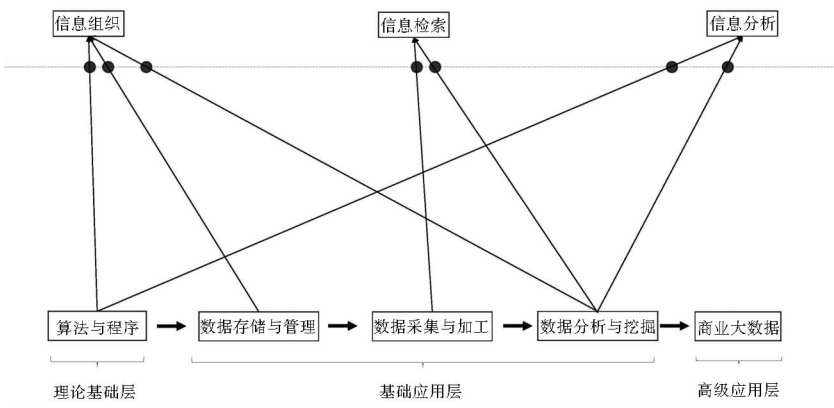 信息组织
信息检索
信息分析
算法与程序
数据存储与管理
数据采集与加工
数据分析与挖掘
商业大数据
理论基础层
基础应用层
高级应用层